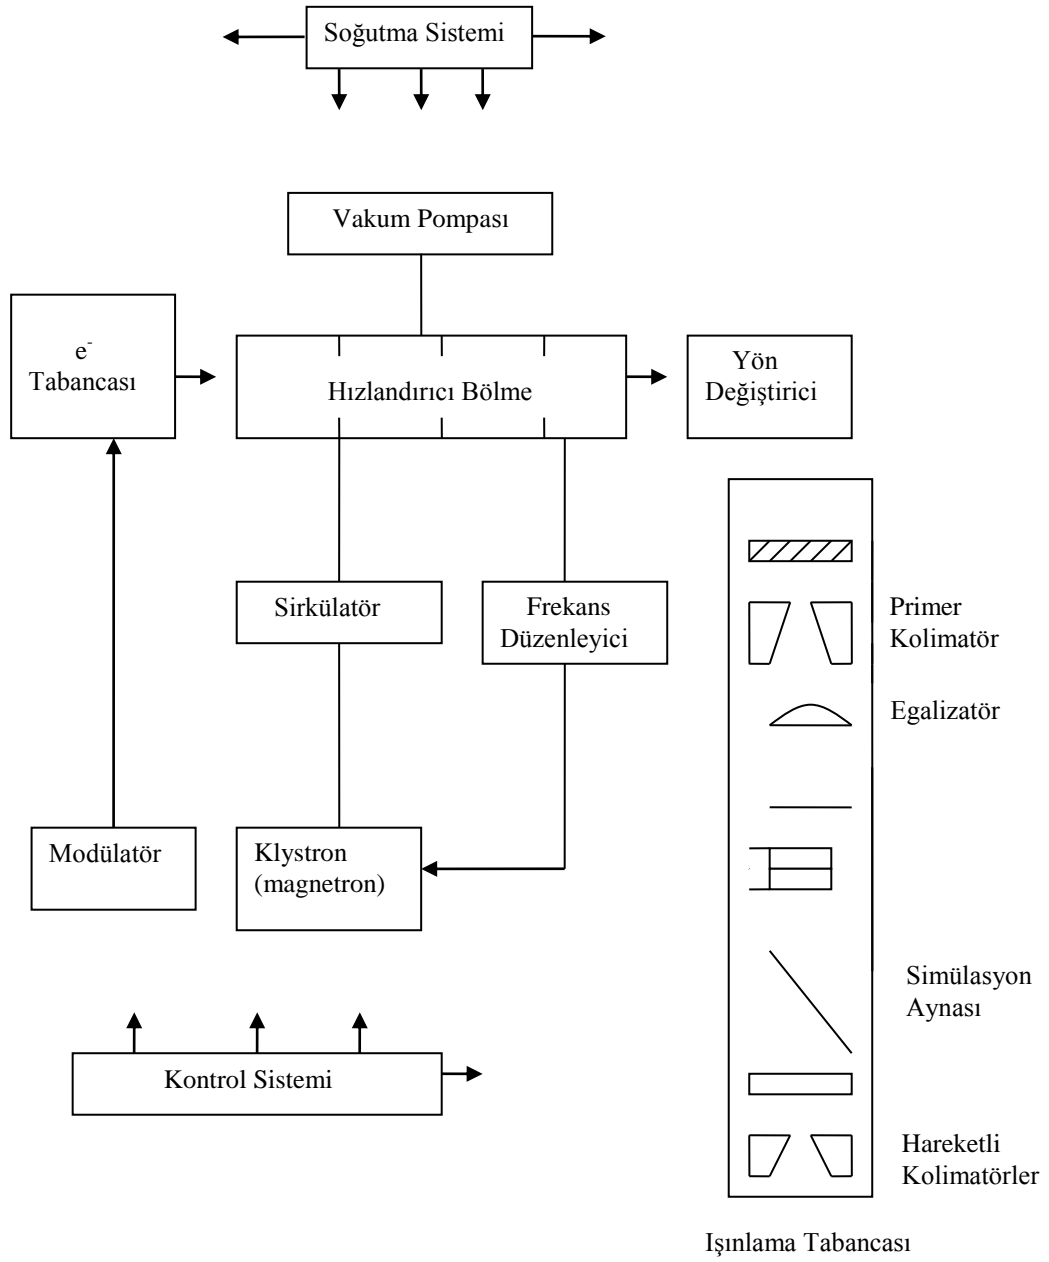 Soğutma Sistemi
Vakum Pompası
e-
Tabancası
Hızlandırıcı Bölme
Yön
Değiştirici
Sirkülatör
Frekans
Düzenleyici
Primer
Kolimatör
Egalizatör
Modülatör
Klystron
(magnetron)
Simülasyon
Aynası
Kontrol Sistemi
Hareketli
Kolimatörler
Işınlama Tabancası